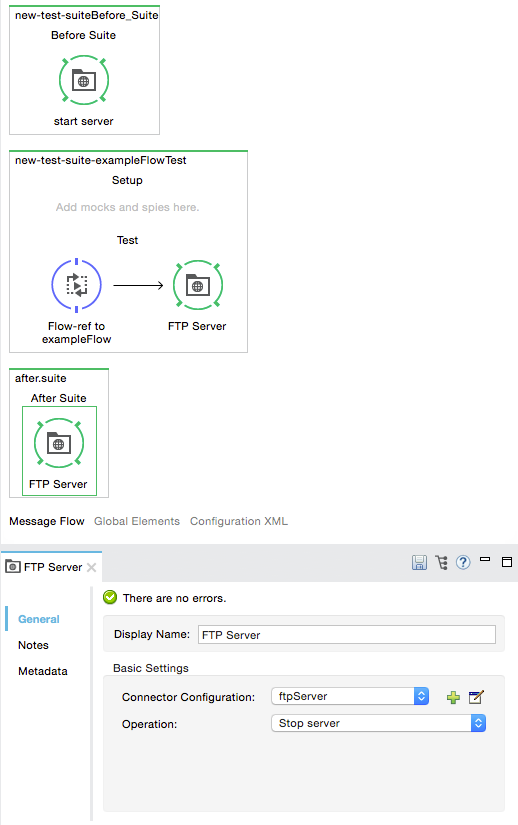 new-test-suiteBefore_Suite
Before Suite
start server
new-test-suite-exampleFlowTest
Setup
Add mocks and spies here.
Test
Flow-ref to
exampleFlow
FTP Server
after.suite
After Suite
FTP Server
Message Flow Global Elements Configuration XML
FTP Server
There are no errors.
General
Notes
Metadata
Display Name: FTP Server
Basic Settings
Connector Configuration: ftpServer
Operation: Stop server